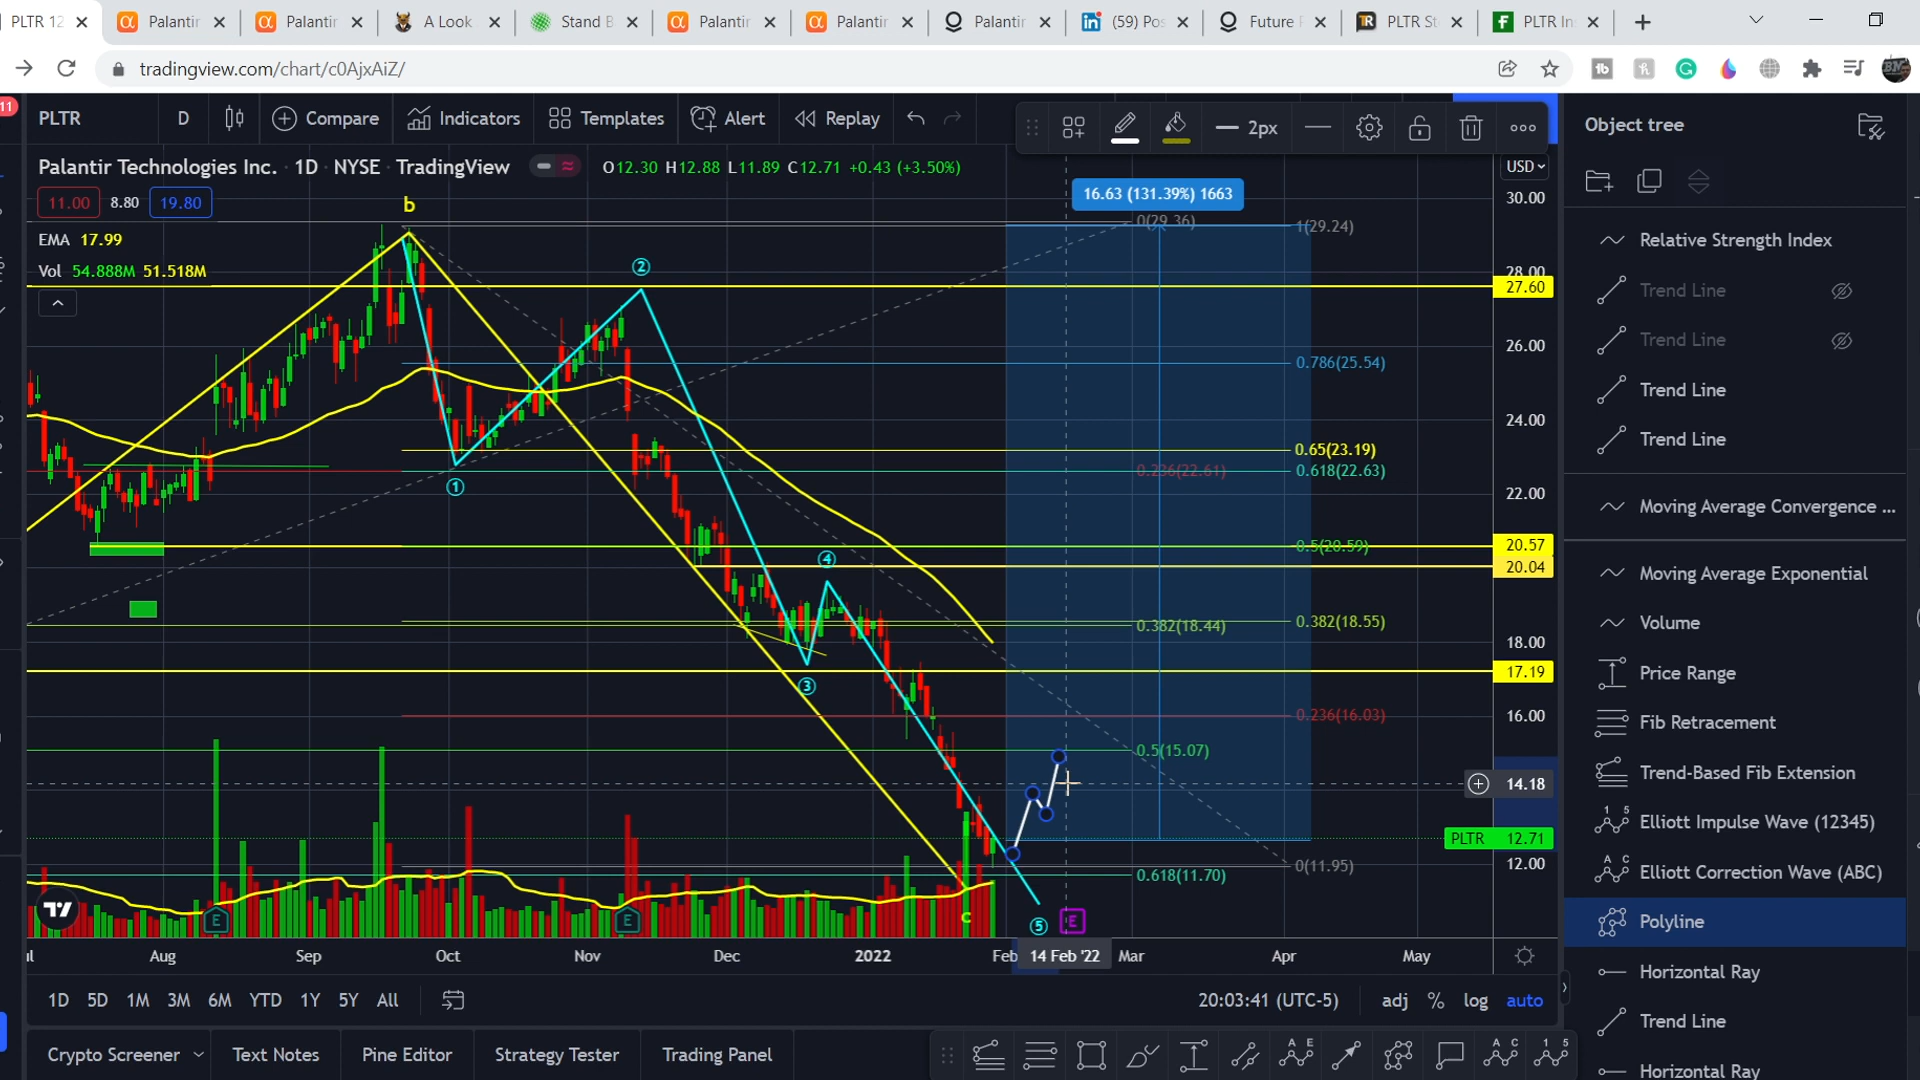 PLTR 12
Palantir
Palantir
A Look
Stand B
Palantir
Palantir
Palantir
(59) Pos
Future P
PLTR St
PLTR In
tradingview.com/chart/c0AjxAiZ/
11
PLTR
D
Compare
Indicators
Templates
Alert
Replay
2px
Object tree
Palantir Technologies Inc. · 1D · NYSE · TradingView
O12.30 H12.88 L11.89 C12.71 +0.43 (+3.50%)
USD
11.00
8.80
19.80
EMA 17.99
Vol 54.888M 51.518M
16.63 (131.39%) 1663
b
0(29.36)
1(29.24)
30.00
28.00
27.60
26.00
24.00
22.00
20.57
20.04
18.00
17.19
16.00
14.18
PLTR 12.71
12.00
0.786(25.54)
0.65(23.19)
0.236(22.61)
0.618(22.63)
0.5(20.59)
0.382(18.44)
0.382(18.55)
0.236(16.03)
0.5(15.07)
0(11.95)
0.618(11.70)
1
2
3
4
5
c
E
E
E
Aug
Sep
Oct
Nov
Dec
2022
Feb
14 Feb '22
Mar
Apr
May
1D
5D
1M
3M
6M
YTD
1Y
5Y
All
20:03:41 (UTC-5)
adj
%
log
auto
Crypto Screener
Text Notes
Pine Editor
Strategy Tester
Trading Panel
Relative Strength Index
Trend Line
Trend Line
Trend Line
Trend Line
Moving Average Convergence ...
Moving Average Exponential
Volume
Price Range
Fib Retracement
Trend-Based Fib Extension
Elliott Impulse Wave (12345)
Elliott Correction Wave (ABC)
Polyline
Horizontal Ray
Trend Line
Horizontal Ray